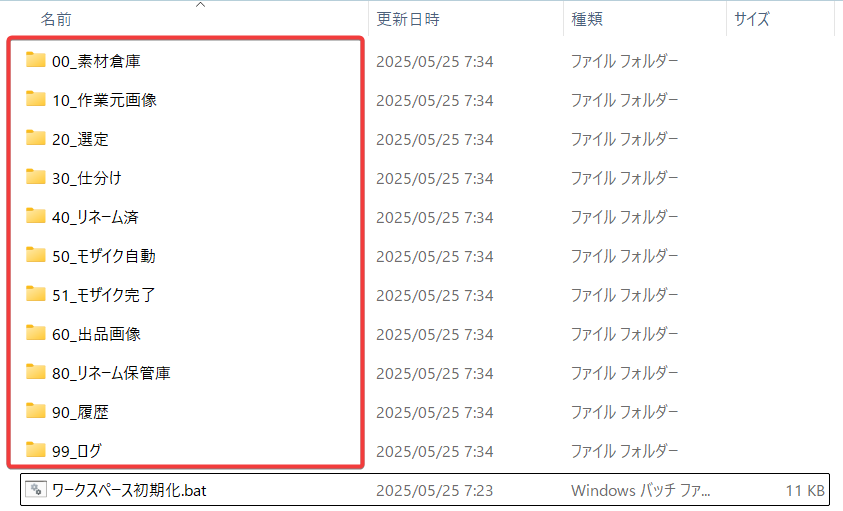 名前 更新日時 種類 サイズ
00_素材倉庫 2025/05/25 7:34 ファイル フォルダー
10_作業元画像 2025/05/25 7:34 ファイル フォルダー
20_選定 2025/05/25 7:34 ファイル フォルダー
30_仕分け 2025/05/25 7:34 ファイル フォルダー
40_リネーム済 2025/05/25 7:34 ファイル フォルダー
50_モザイク自動 2025/05/25 7:34 ファイル フォルダー
51_モザイク完了 2025/05/25 7:34 ファイル フォルダー
60_出品画像 2025/05/25 7:34 ファイル フォルダー
80_リネーム保管庫 2025/05/25 7:34 ファイル フォルダー
90_履歴 2025/05/25 7:34 ファイル フォルダー
99_ログ 2025/05/25 7:34 ファイル フォルダー
ワークスペース初期化.bat 2025/05/25 7:23 Windows バッチ ファ... 11 KB